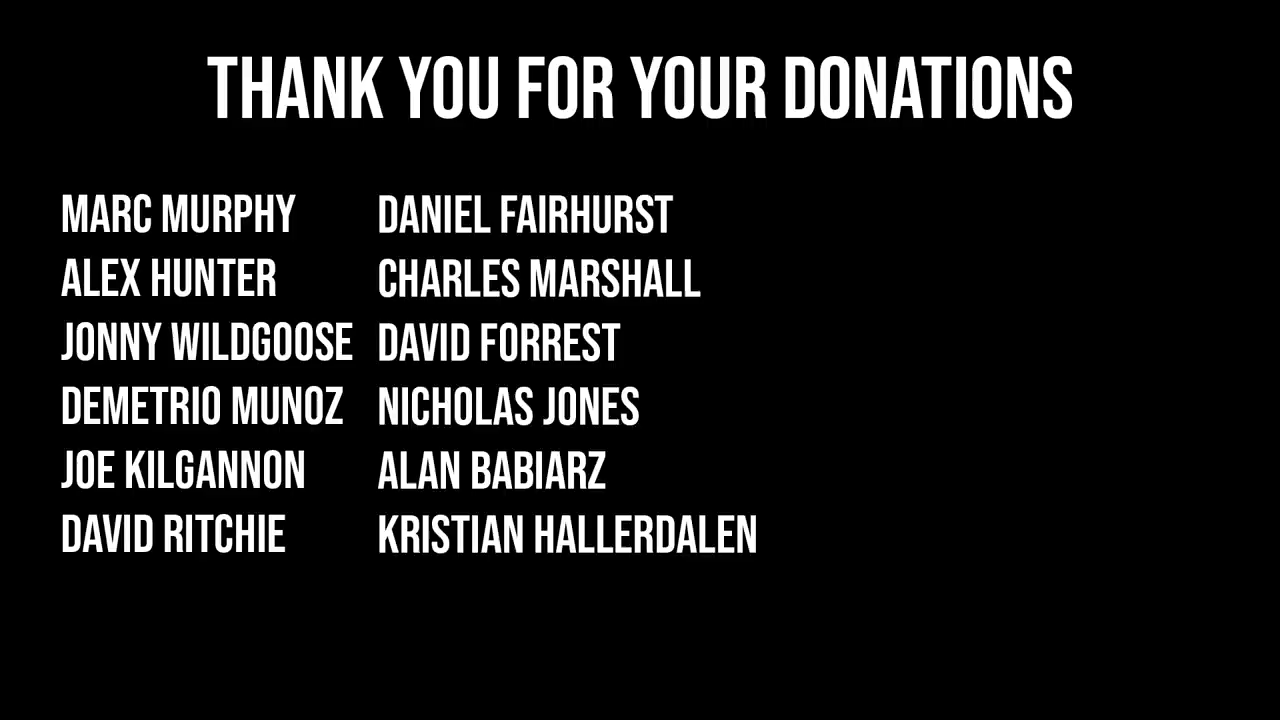 THANK YOU FOR YOUR DONATIONS
MARC MURPHY
ALEX HUNTER
JONNY WILDGOOSE
DEMETRIO MUNOZ
JOE KILGANNON
DAVID RITCHIE
DANIEL FAIRHURST
CHARLES MARSHALL
DAVID FORREST
NICHOLAS JONES
ALAN BABIARZ
KRISTIAN HALLERDALEN